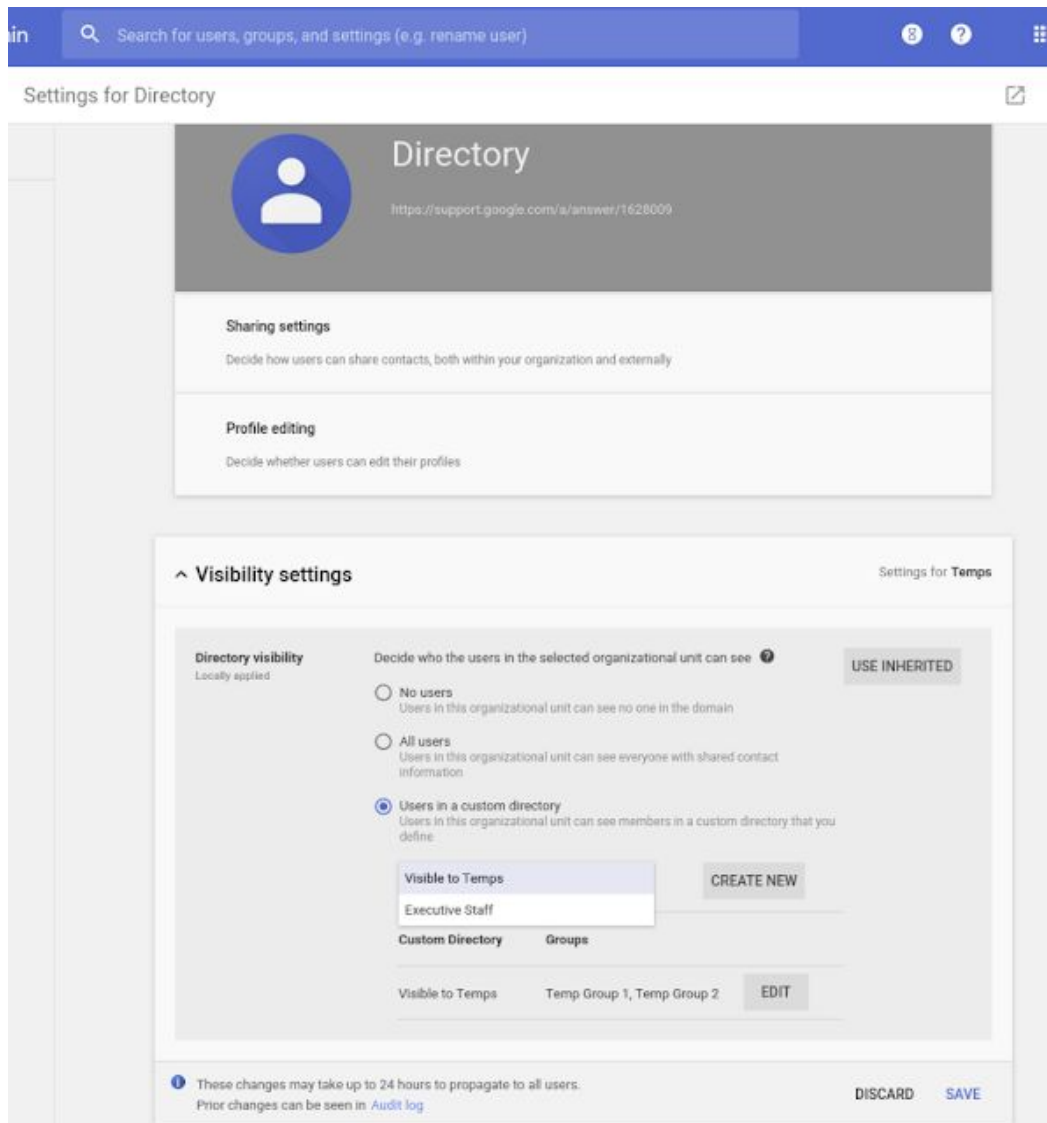 in
Search for users, groups, and settings (e.g. rename user)
8 ?
Settings for Directory
Directory
https://support.google.com/a/answer/1628009
Sharing settings
Decide how users can share contacts, both within your organization and externally
Profile editing
Decide whether users can edit their profiles
Visibility settings
Settings for Temps
Directory visibility
Locally applied
Decide who the users in the selected organizational unit can see ?
USE INHERITED
No users
Users in this organizational unit can see no one in the domain
All users
Users in this organizational unit can see everyone with shared contact
information
Users in a custom directory
Users in this organizational unit can see members in a custom directory that you
define
Visible to Temps
CREATE NEW
Executive Staff
Custom Directory Groups
Visible to Temps Temp Group 1, Temp Group 2 EDIT
These changes may take up to 24 hours to propagate to all users.
Prior changes can be seen in Audit log
DISCARD SAVE